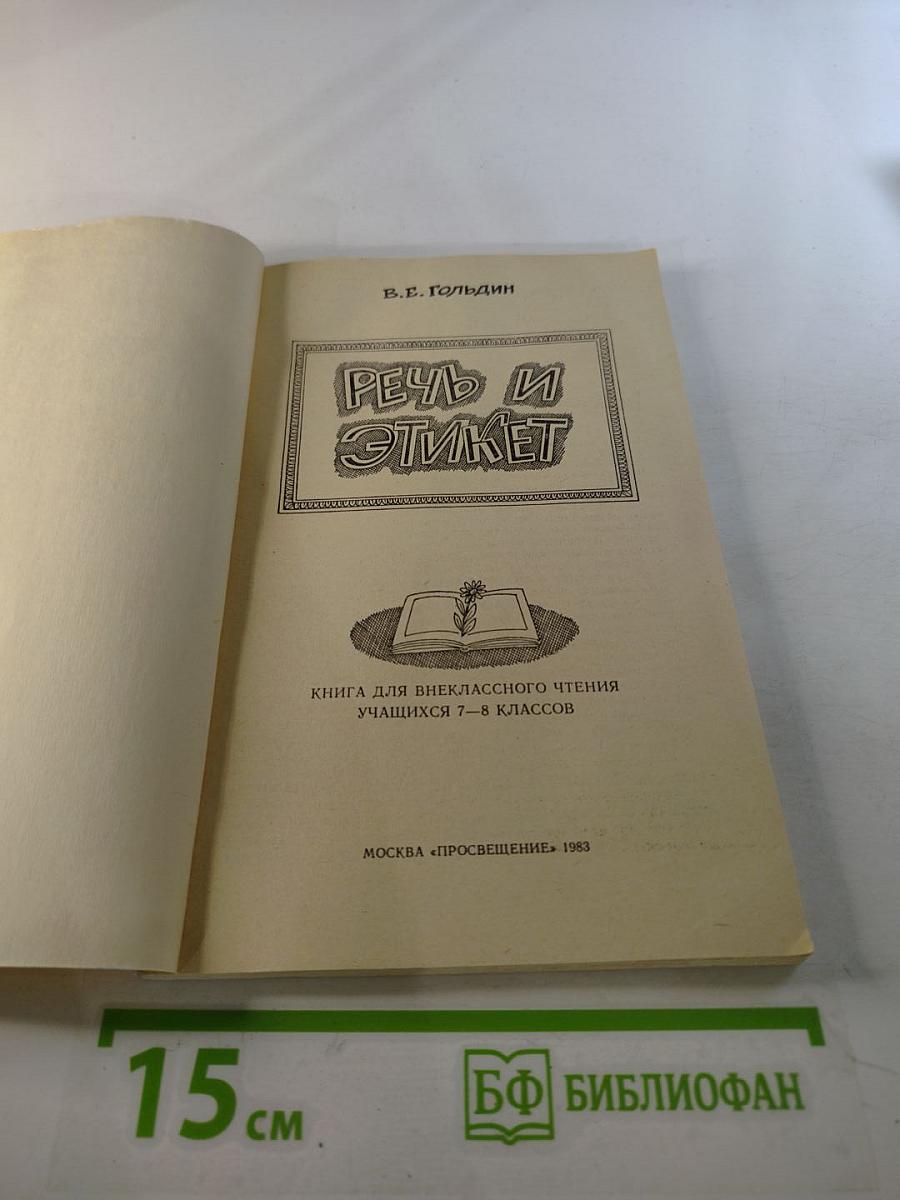 В.Е. Гольдин
РЕЧЬ И
ЭТИКЕТ
КНИГА ДЛЯ ВНЕКЛАССНОГО ЧТЕНИЯ
УЧАЩИХСЯ 7—8 КЛАССОВ
МОСКВА «ПРОСВЕЩЕНИЕ» 1983
15 см
БФ БИБЛИОФАН